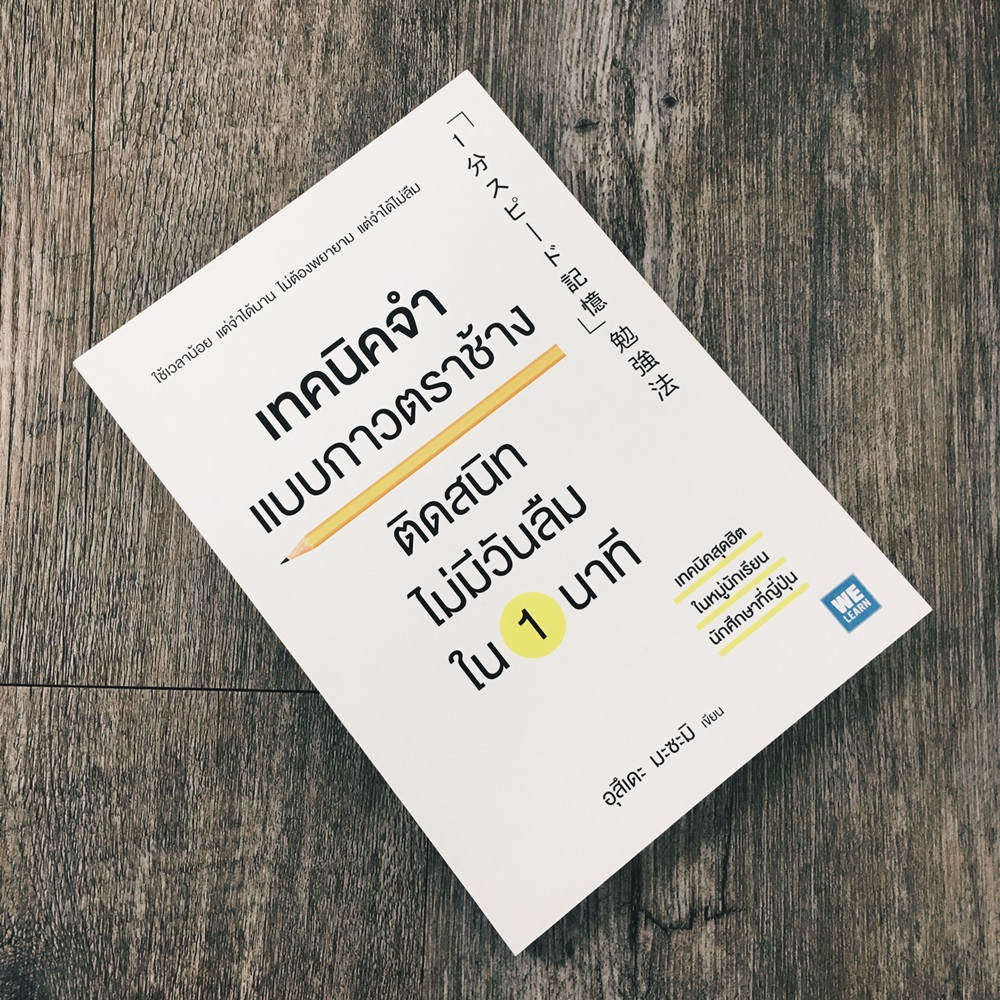 ใช้เวลาน้อย แต่จำได้นาน ไม่ต้องพยายาม แต่จำได้ไม่ลืม
「1分スピード記憶」勉強法
เทคนิคจำ
แบบกาวตราช้าง
ติดสนิท
ไม่มีวันลืม
ใน 1 นาที
เทคนิคสุดฮิต
ในหมู่นักเรียน
นักศึกษาที่ญี่ปุ่น
WE
LEARN
อุสึเดะ มะซะมิ เขียน